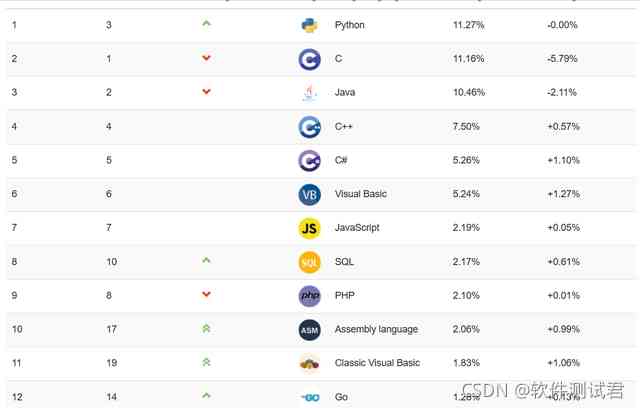 1 3 Python 11.27% -0.00%
2 1 C 11.16% -5.79%
3 2 Java 10.46% -2.11%
4 4 C++ 7.50% +0.57%
5 5 C# 5.26% +1.10%
6 6 VB Visual Basic 5.24% +1.27%
7 7 JS JavaScript 2.19% +0.05%
8 10 SQL SQL 2.17% +0.61%
9 8 php PHP 2.10% +0.01%
10 17 ASM Assembly language 2.06% +0.99%
11 19 Classic Visual Basic 1.83% +1.06%
12 14 GO Go 1.28% +0.13%
CSDN @软件测试君